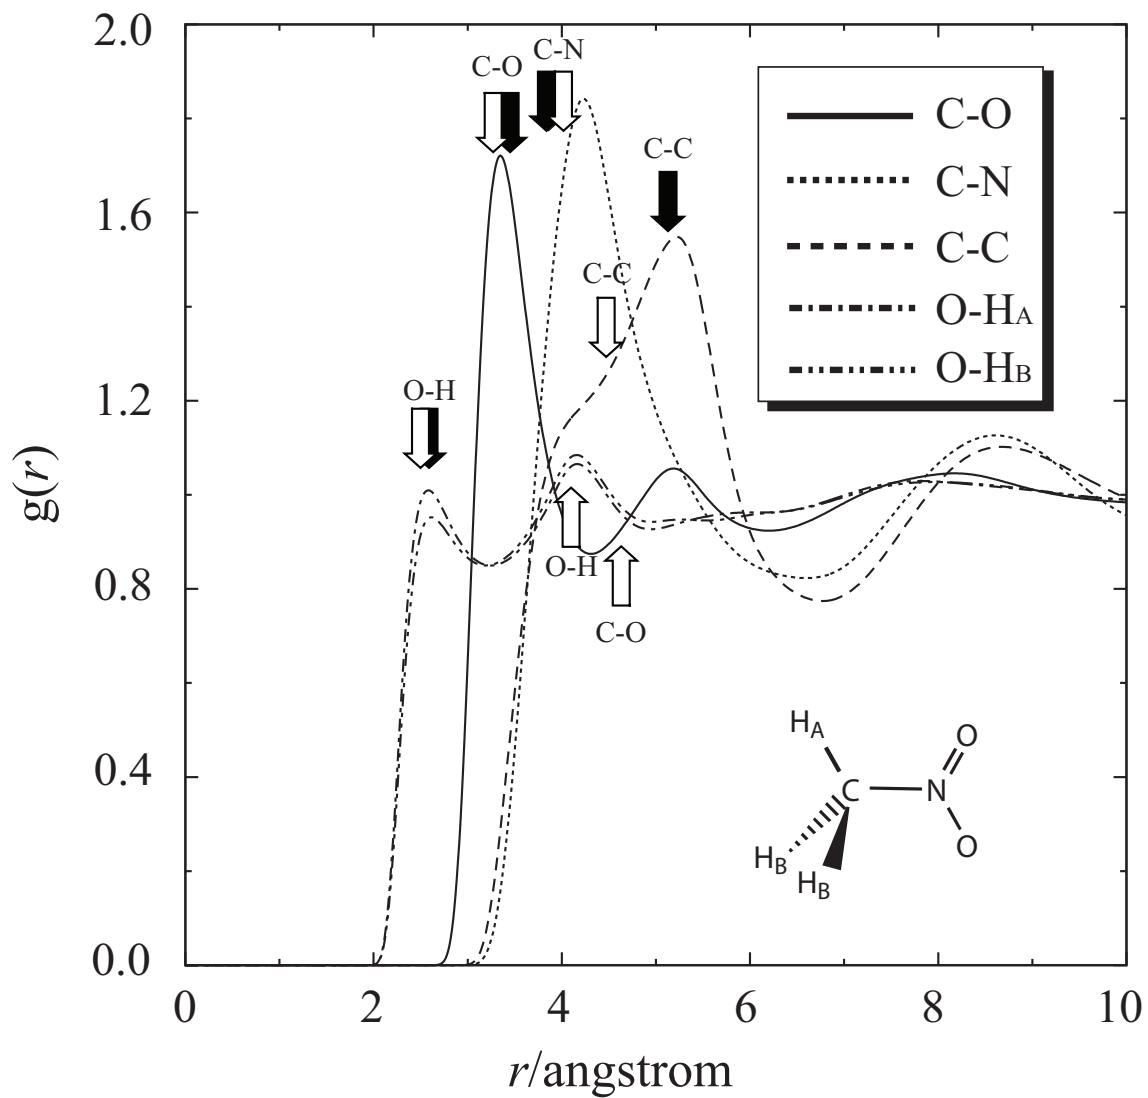 2.0
1.6
1.2
0.8
0.4
0.0
g(r)
C-N
C-O
C-C
C-C
O-H
O-H
C-O
C-O
C-N
C-C
O-HA
O-HB
HA
O
C
N
HB
HB
O
0
2
4
6
8
10
r/angstrom